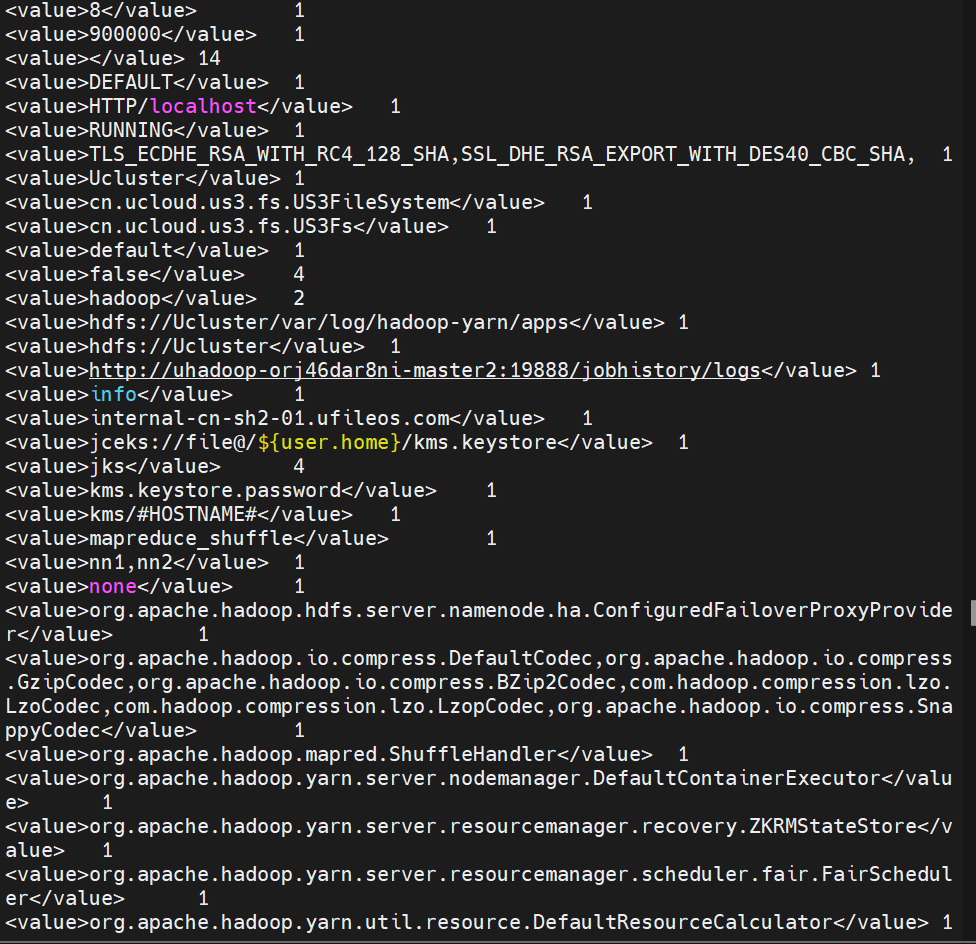 <value>8</value>	1
<value>900000</value>	1
<value></value>	14
<value>DEFAULT</value>	1
<value>HTTP/localhost</value>	1
<value>RUNNING</value>	1
<value>TLS_ECDHE_RSA_WITH_RC4_128_SHA,SSL_DHE_RSA_EXPORT_WITH_DES40_CBC_SHA,	1
<value>Ucluster</value>	1
<value>cn.ucloud.us3.fs.US3FileSystem</value>	1
<value>cn.ucloud.us3.fs.US3Fs</value>	1
<value>default</value>	1
<value>false</value>	4
<value>hadoop</value>	2
<value>hdfs://Ucluster/var/log/hadoop-yarn/apps</value>	1
<value>hdfs://Ucluster</value>	1
<value>http://uhadoop-orj46dar8ni-master2:19888/jobhistory/logs</value>	1
<value>info</value>	1
<value>internal-cn-sh2-01.ufileos.com</value>	1
<value>jceks://file@/${user.home}/kms.keystore</value>	1
<value>jks</value>	4
<value>kms.keystore.password</value>	1
<value>kms/#HOSTNAME#</value>	1
<value>mapreduce_shuffle</value>	1
<value>nn1,nn2</value>	1
<value>none</value>	1
<value>org.apache.hadoop.hdfs.server.namenode.ha.ConfiguredFailoverProxyProvide
r</value>	1
<value>org.apache.hadoop.io.compress.DefaultCodec,org.apache.hadoop.io.compress
.GzipCodec,org.apache.hadoop.io.compress.BZip2Codec,com.hadoop.compression.lzo.
LzoCodec,com.hadoop.compression.lzo.LzopCodec,org.apache.hadoop.io.compress.Sna
ppyCodec</value>	1
<value>org.apache.hadoop.mapred.ShuffleHandler</value>	1
<value>org.apache.hadoop.yarn.server.nodemanager.DefaultContainerExecutor</valu
e>	1
<value>org.apache.hadoop.yarn.server.resourcemanager.recovery.ZKRMStateStore</v
alue>	1
<value>org.apache.hadoop.yarn.server.resourcemanager.scheduler.fair.FairSchedul
er</value>	1
<value>org.apache.hadoop.yarn.util.resource.DefaultResourceCalculator</value>	1